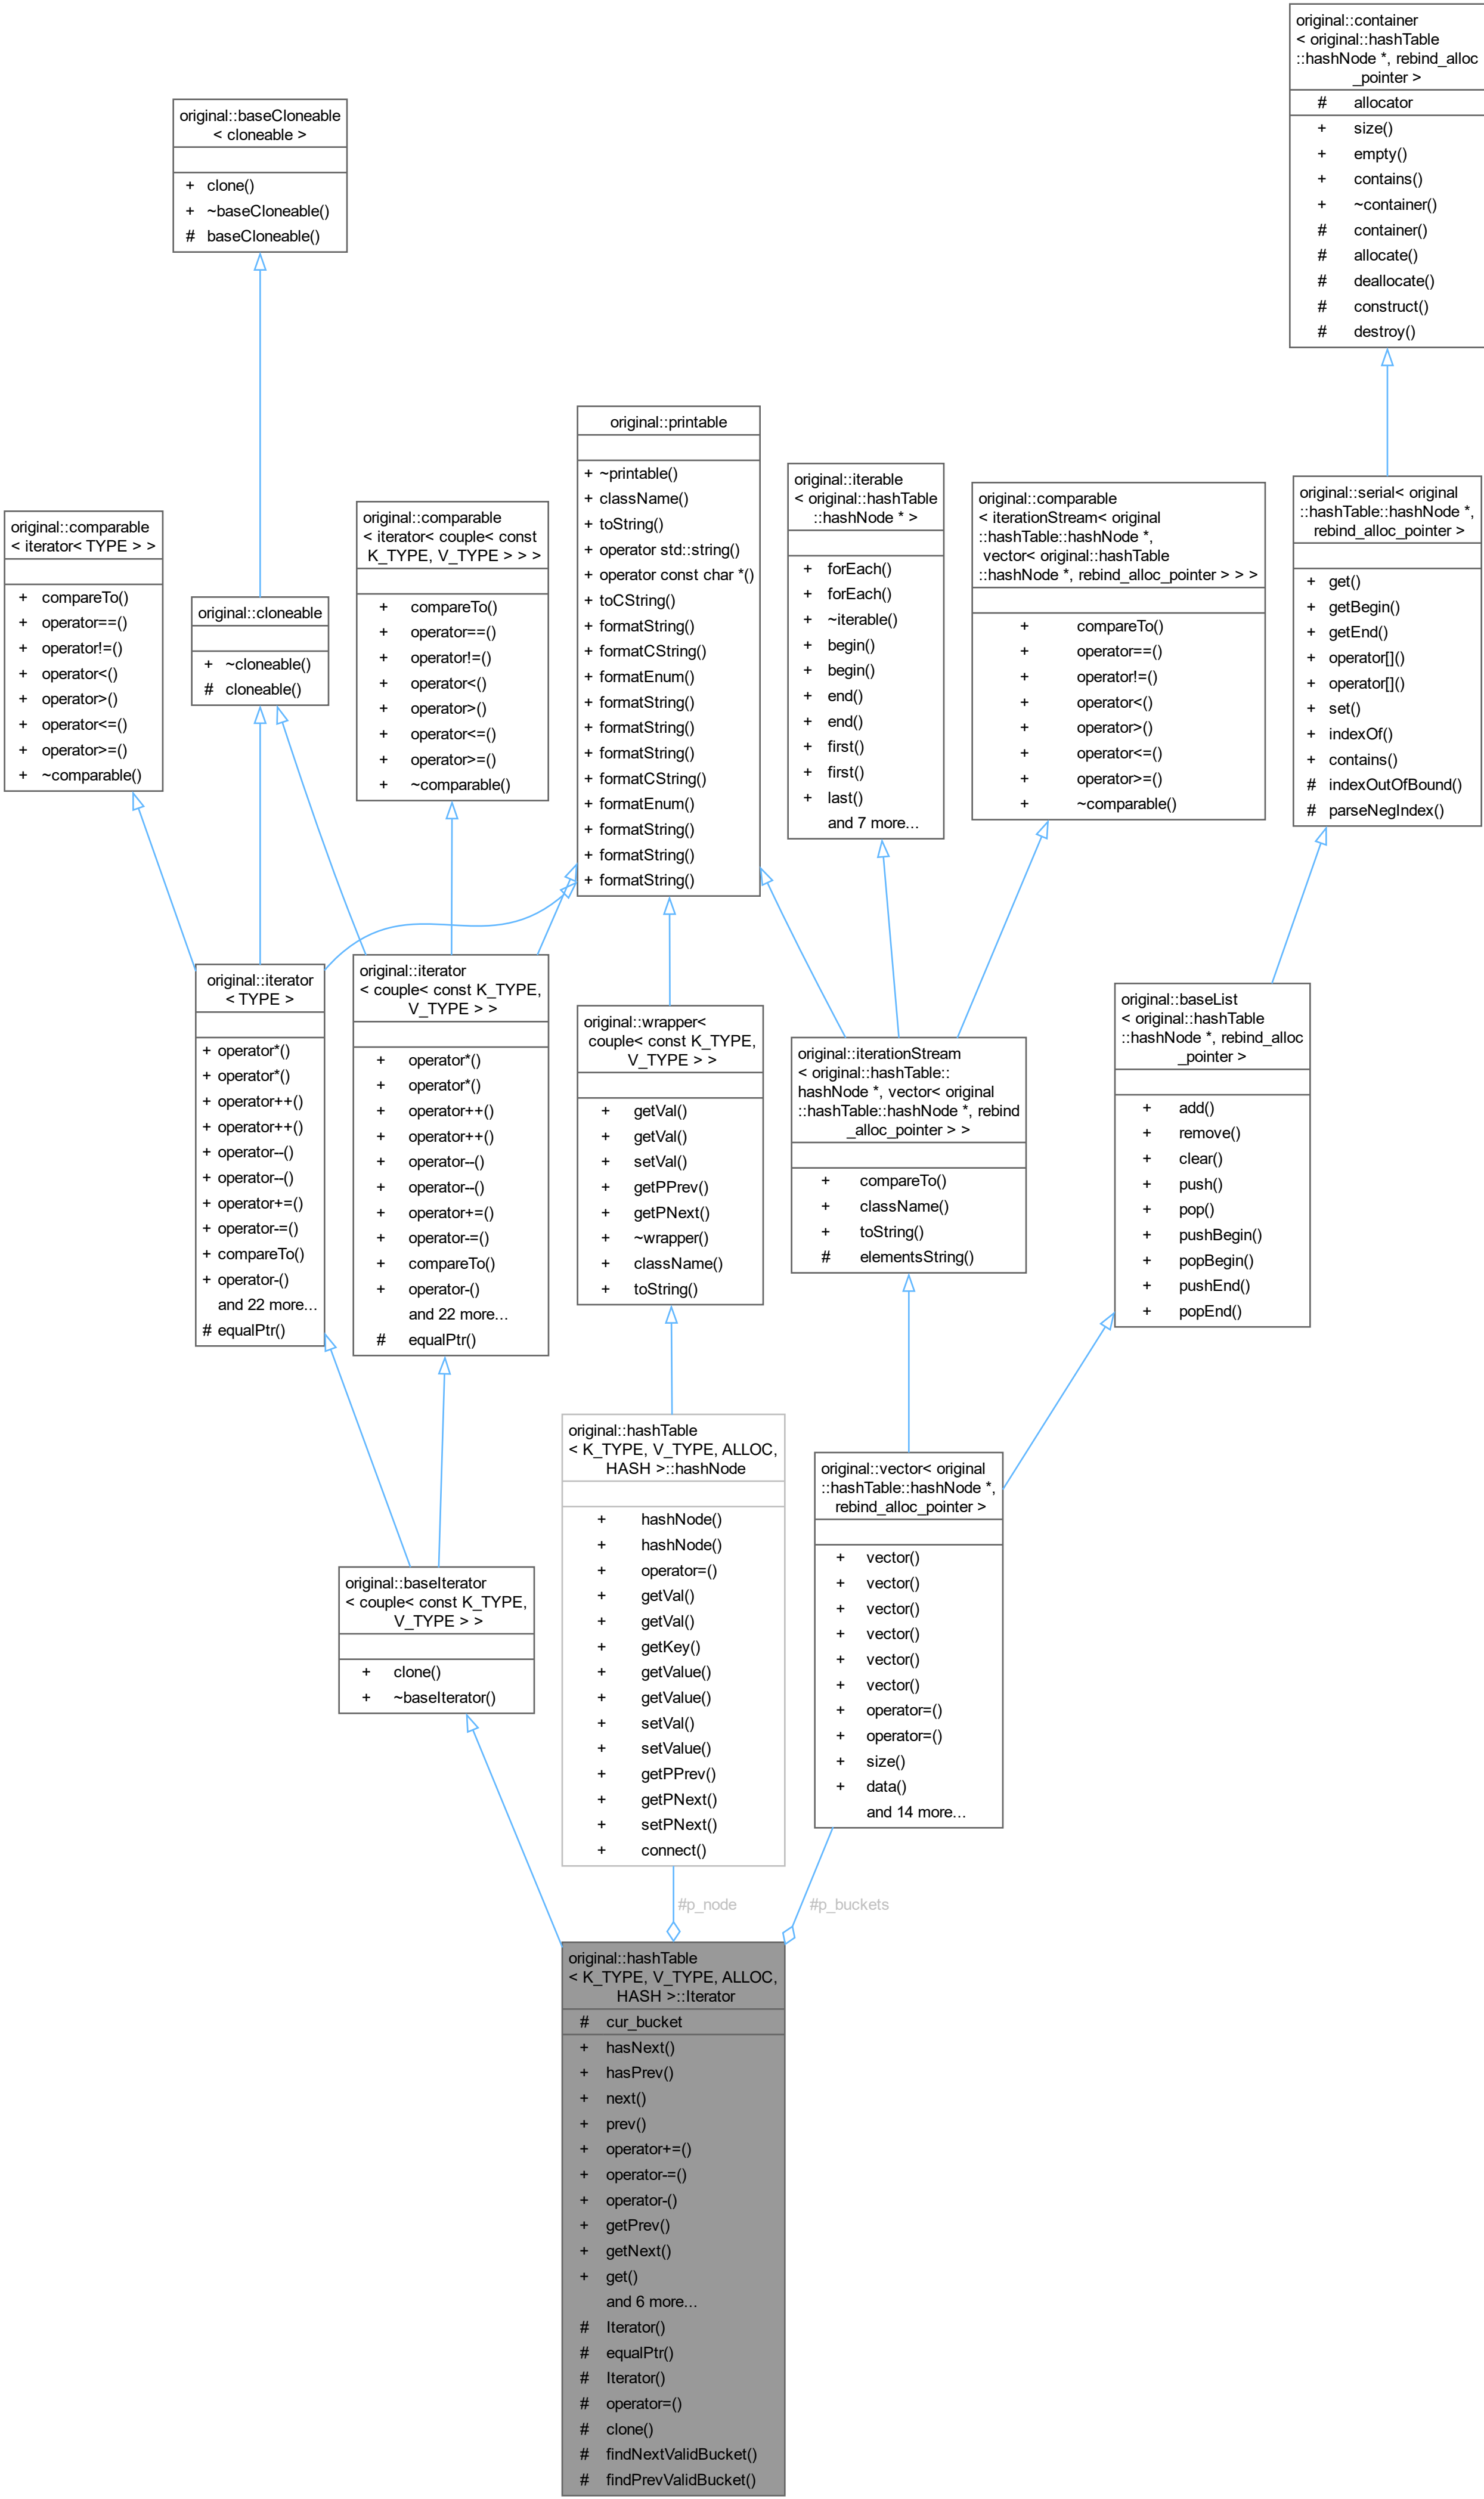 original::container
< original::hashTable
::hashNode *, rebind_alloc
_pointer >
# allocator
+ size()
+ empty()
+ contains()
+ ~container()
# container()
# allocate()
# deallocate()
# construct()
# destroy()
original::baseCloneable
< cloneable >
+ clone()
+ ~baseCloneable()
# baseCloneable()
original::printable
+ ~printable()
+ className()
+ toString()
+ operator std::string()
+ operator const char *()
+ toCString()
+ formatString()
+ formatCString()
+ formatEnum()
+ formatString()
+ formatString()
+ formatString()
+ formatCString()
+ formatEnum()
+ formatString()
+ formatString()
+ formatString()
original::iterable
< original::hashTable
::hashNode * >
+ forEach()
+ forEach()
+ ~iterable()
+ begin()
+ begin()
+ end()
+ end()
+ first()
+ first()
+ last()
and 7 more...
original::comparable
< iterationStream< original
::hashTable::hashNode *,
vector< original::hashTable
::hashNode *, rebind_alloc_pointer > > >
+ compareTo()
+ operator==()
+ operator!=()
+ operator<()
+ operator>()
+ operator<=()
+ operator>=()
+ ~comparable()
original::serial< original
::hashTable::hashNode *,
rebind_alloc_pointer >
+ get()
+ getBegin()
+ getEnd()
+ operator[]()
+ operator[]()
+ set()
+ indexOf()
+ contains()
# indexOutOfBound()
# parseNegIndex()
original::comparable
< iterator< TYPE > >
+ compareTo()
+ operator==()
+ operator!=()
+ operator<()
+ operator>()
+ operator<=()
+ operator>=()
+ ~comparable()
original::cloneable
+ ~cloneable()
# cloneable()
original::comparable
< iterator< couple< const
K_TYPE, V_TYPE > > >
+ compareTo()
+ operator==()
+ operator!=()
+ operator<()
+ operator>()
+ operator<=()
+ operator>=()
+ ~comparable()
original::iterator
< TYPE >
+ operator*()
+ operator*()
+ operator++()
+ operator++()
+ operator--()
+ operator--()
+ operator+=()
+ operator-=()
+ compareTo()
+ operator-()
and 22 more...
# equalPtr()
original::iterator
< couple< const K_TYPE,
V_TYPE > >
+ operator*()
+ operator*()
+ operator++()
+ operator++()
+ operator--()
+ operator--()
+ operator+=()
+ operator-=()
+ compareTo()
+ operator-()
and 22 more...
# equalPtr()
original::wrapper<
couple< const K_TYPE,
V_TYPE > >
+ getVal()
+ getVal()
+ setVal()
+ getPPrev()
+ getPNext()
+ ~wrapper()
+ className()
+ toString()
original::iterationStream
< original::hashTable::
hashNode *, vector< original
::hashTable::hashNode *, rebind
_alloc_pointer > >
+ compareTo()
+ className()
+ toString()
# elementsString()
original::baseList
< original::hashTable
::hashNode *, rebind_alloc
_pointer >
+ add()
+ remove()
+ clear()
+ push()
+ pop()
+ pushBegin()
+ popBegin()
+ pushEnd()
+ popEnd()
original::hashTable
< K_TYPE, V_TYPE, ALLOC,
HASH >::hashNode
+ hashNode()
+ hashNode()
+ operator=()
+ getVal()
+ getVal()
+ getKey()
+ getValue()
+ getValue()
+ setVal()
+ setValue()
+ getPPrev()
+ getPNext()
+ setPNext()
+ connect()
original::vector< original
::hashTable::hashNode *,
rebind_alloc_pointer >
+ vector()
+ vector()
+ vector()
+ vector()
+ vector()
+ vector()
+ operator=()
+ operator=()
+ size()
+ data()
and 14 more...
original::baseIterator
< couple< const K_TYPE,
V_TYPE > >
+ clone()
+ ~baseIterator()
#p_node
#p_buckets
original::hashTable
< K_TYPE, V_TYPE, ALLOC,
HASH >::Iterator
# cur_bucket
+ hasNext()
+ hasPrev()
+ next()
+ prev()
+ operator+=()
+ operator-=()
+ operator-()
+ getPrev()
+ getNext()
+ get()
and 6 more...
# Iterator()
# equalPtr()
# Iterator()
# operator=()
# clone()
# findNextValidBucket()
# findPrevValidBucket()